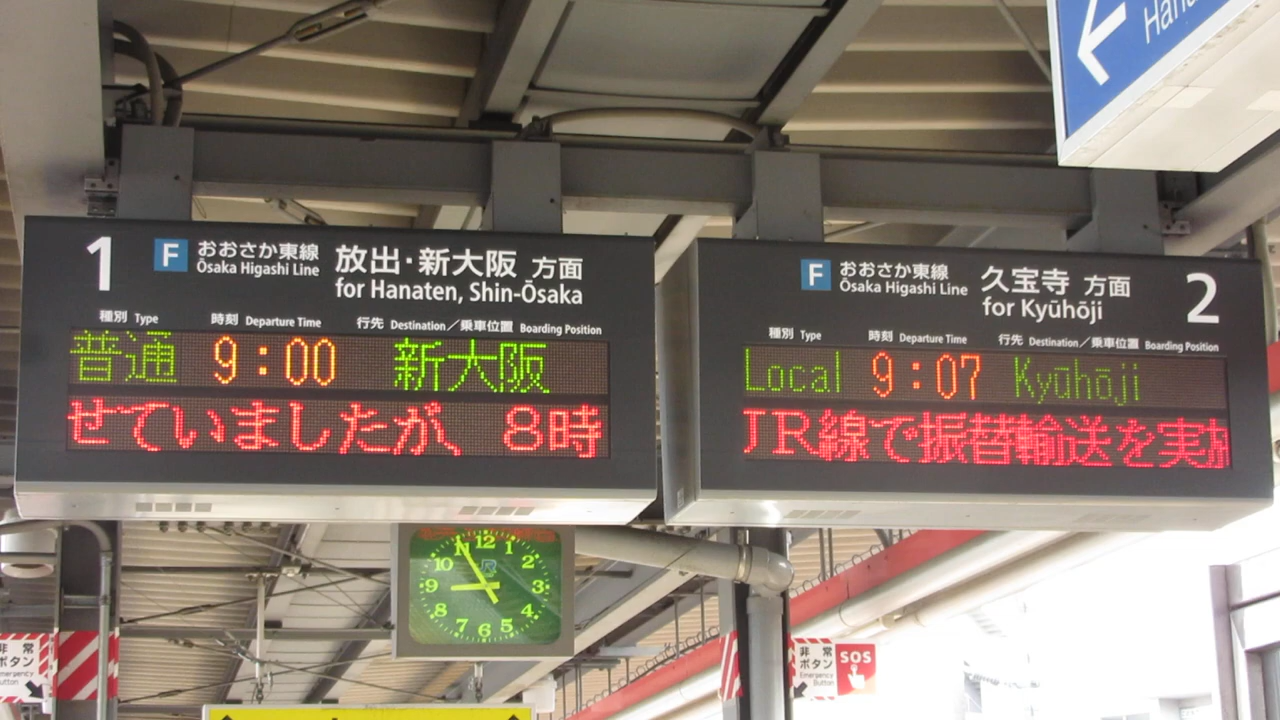 1
F
おおさか東線
Ōsaka Higashi Line
放出・新大阪 方面
for Hanaten, Shin-Ōsaka
種別 Type
時刻 Departure Time
行先 Destination／乗車位置 Boarding Position
普通 9:00 新大阪
せていましたが、 8時
F
おおさか東線
Ōsaka Higashi Line
久宝寺 方面
for Kyūhōji
2
種別 Type
時刻 Departure Time
行先 Destination／乗車位置 Boarding Position
Local 9:07 Kyūhōji
JR線で振替輸送を実施
12
1
2
3
4
5
6
7
8
9
10
11
JR
非常
ボタン
Emergency
Button
非常
ボタン
Emergency
Button
SOS